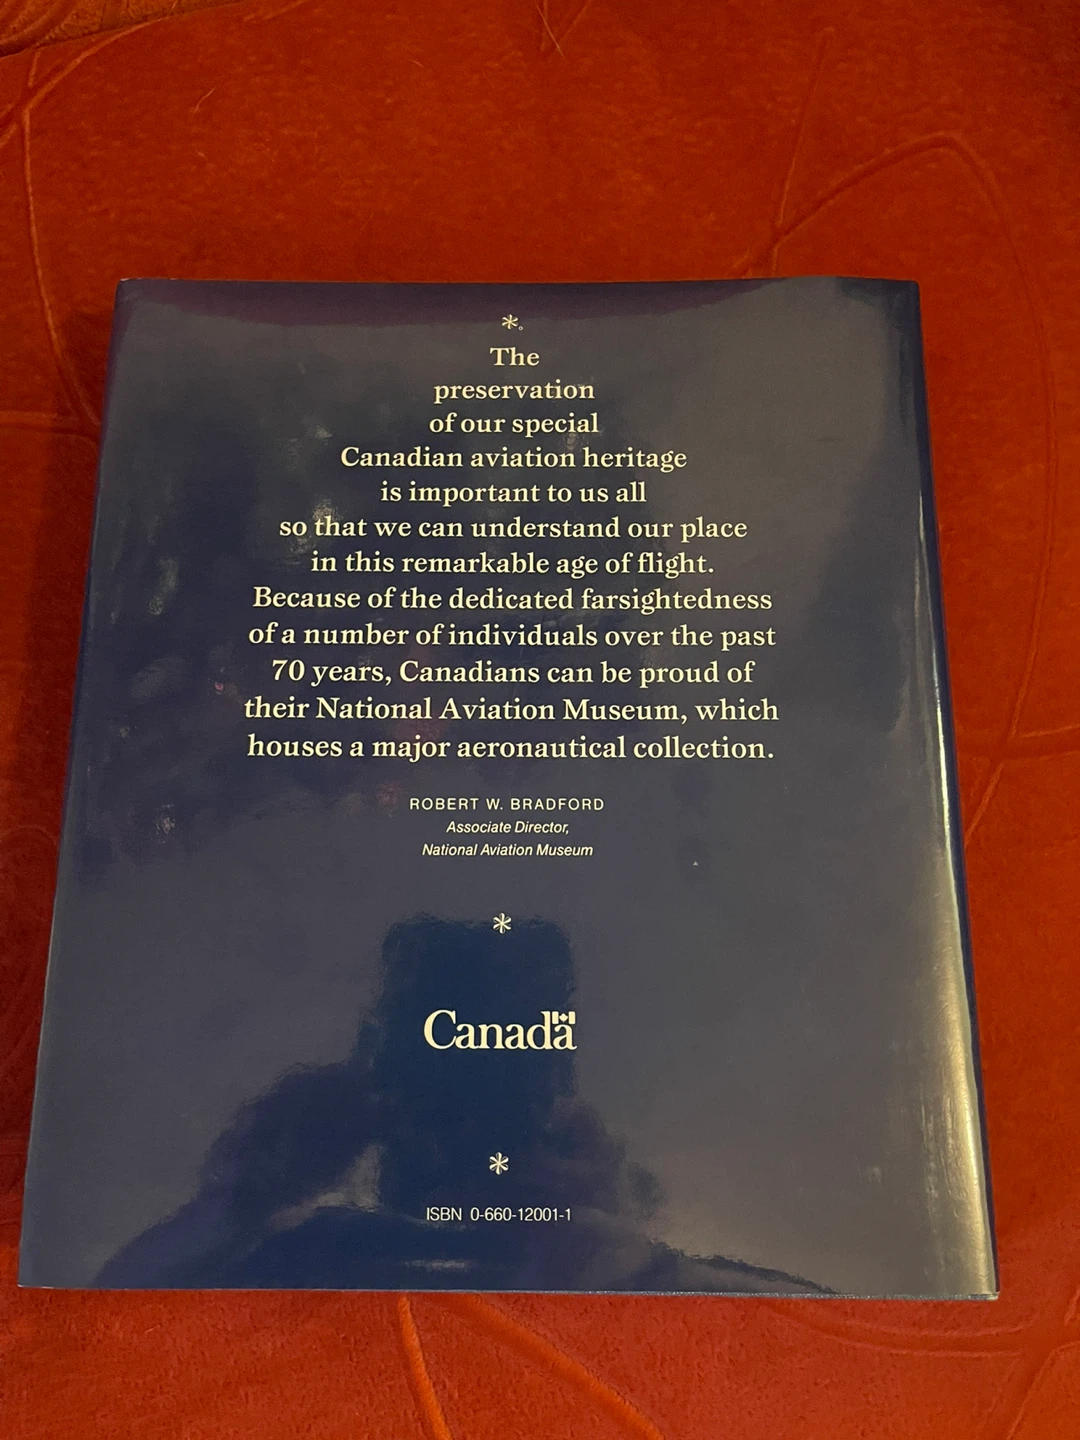 *
The
preservation
of our special
Canadian aviation heritage
is important to us all
so that we can understand our place
in this remarkable age of flight.
Because of the dedicated farsightedness
of a number of individuals over the past
70 years, Canadians can be proud of
their National Aviation Museum, which
houses a major aeronautical collection.
ROBERT W. BRADFORD
Associate Director,
National Aviation Museum
*
Canada
*
ISBN 0-660-12001-1